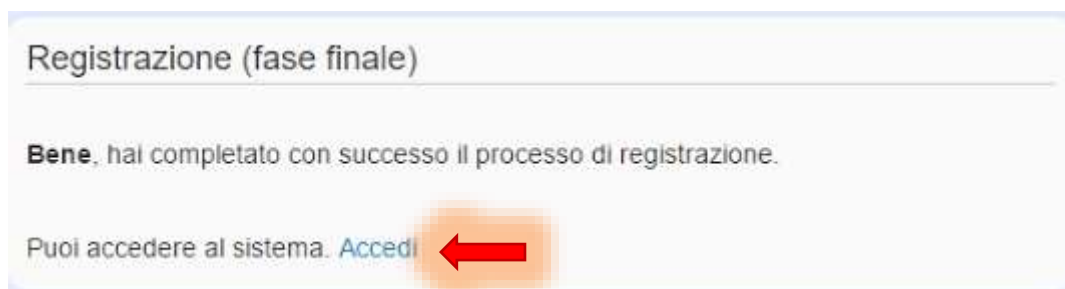 Registrazione (fase finale)
Bene, hai completato con successo il processo di registrazione.
Puoi accedere al sistema. Accedi